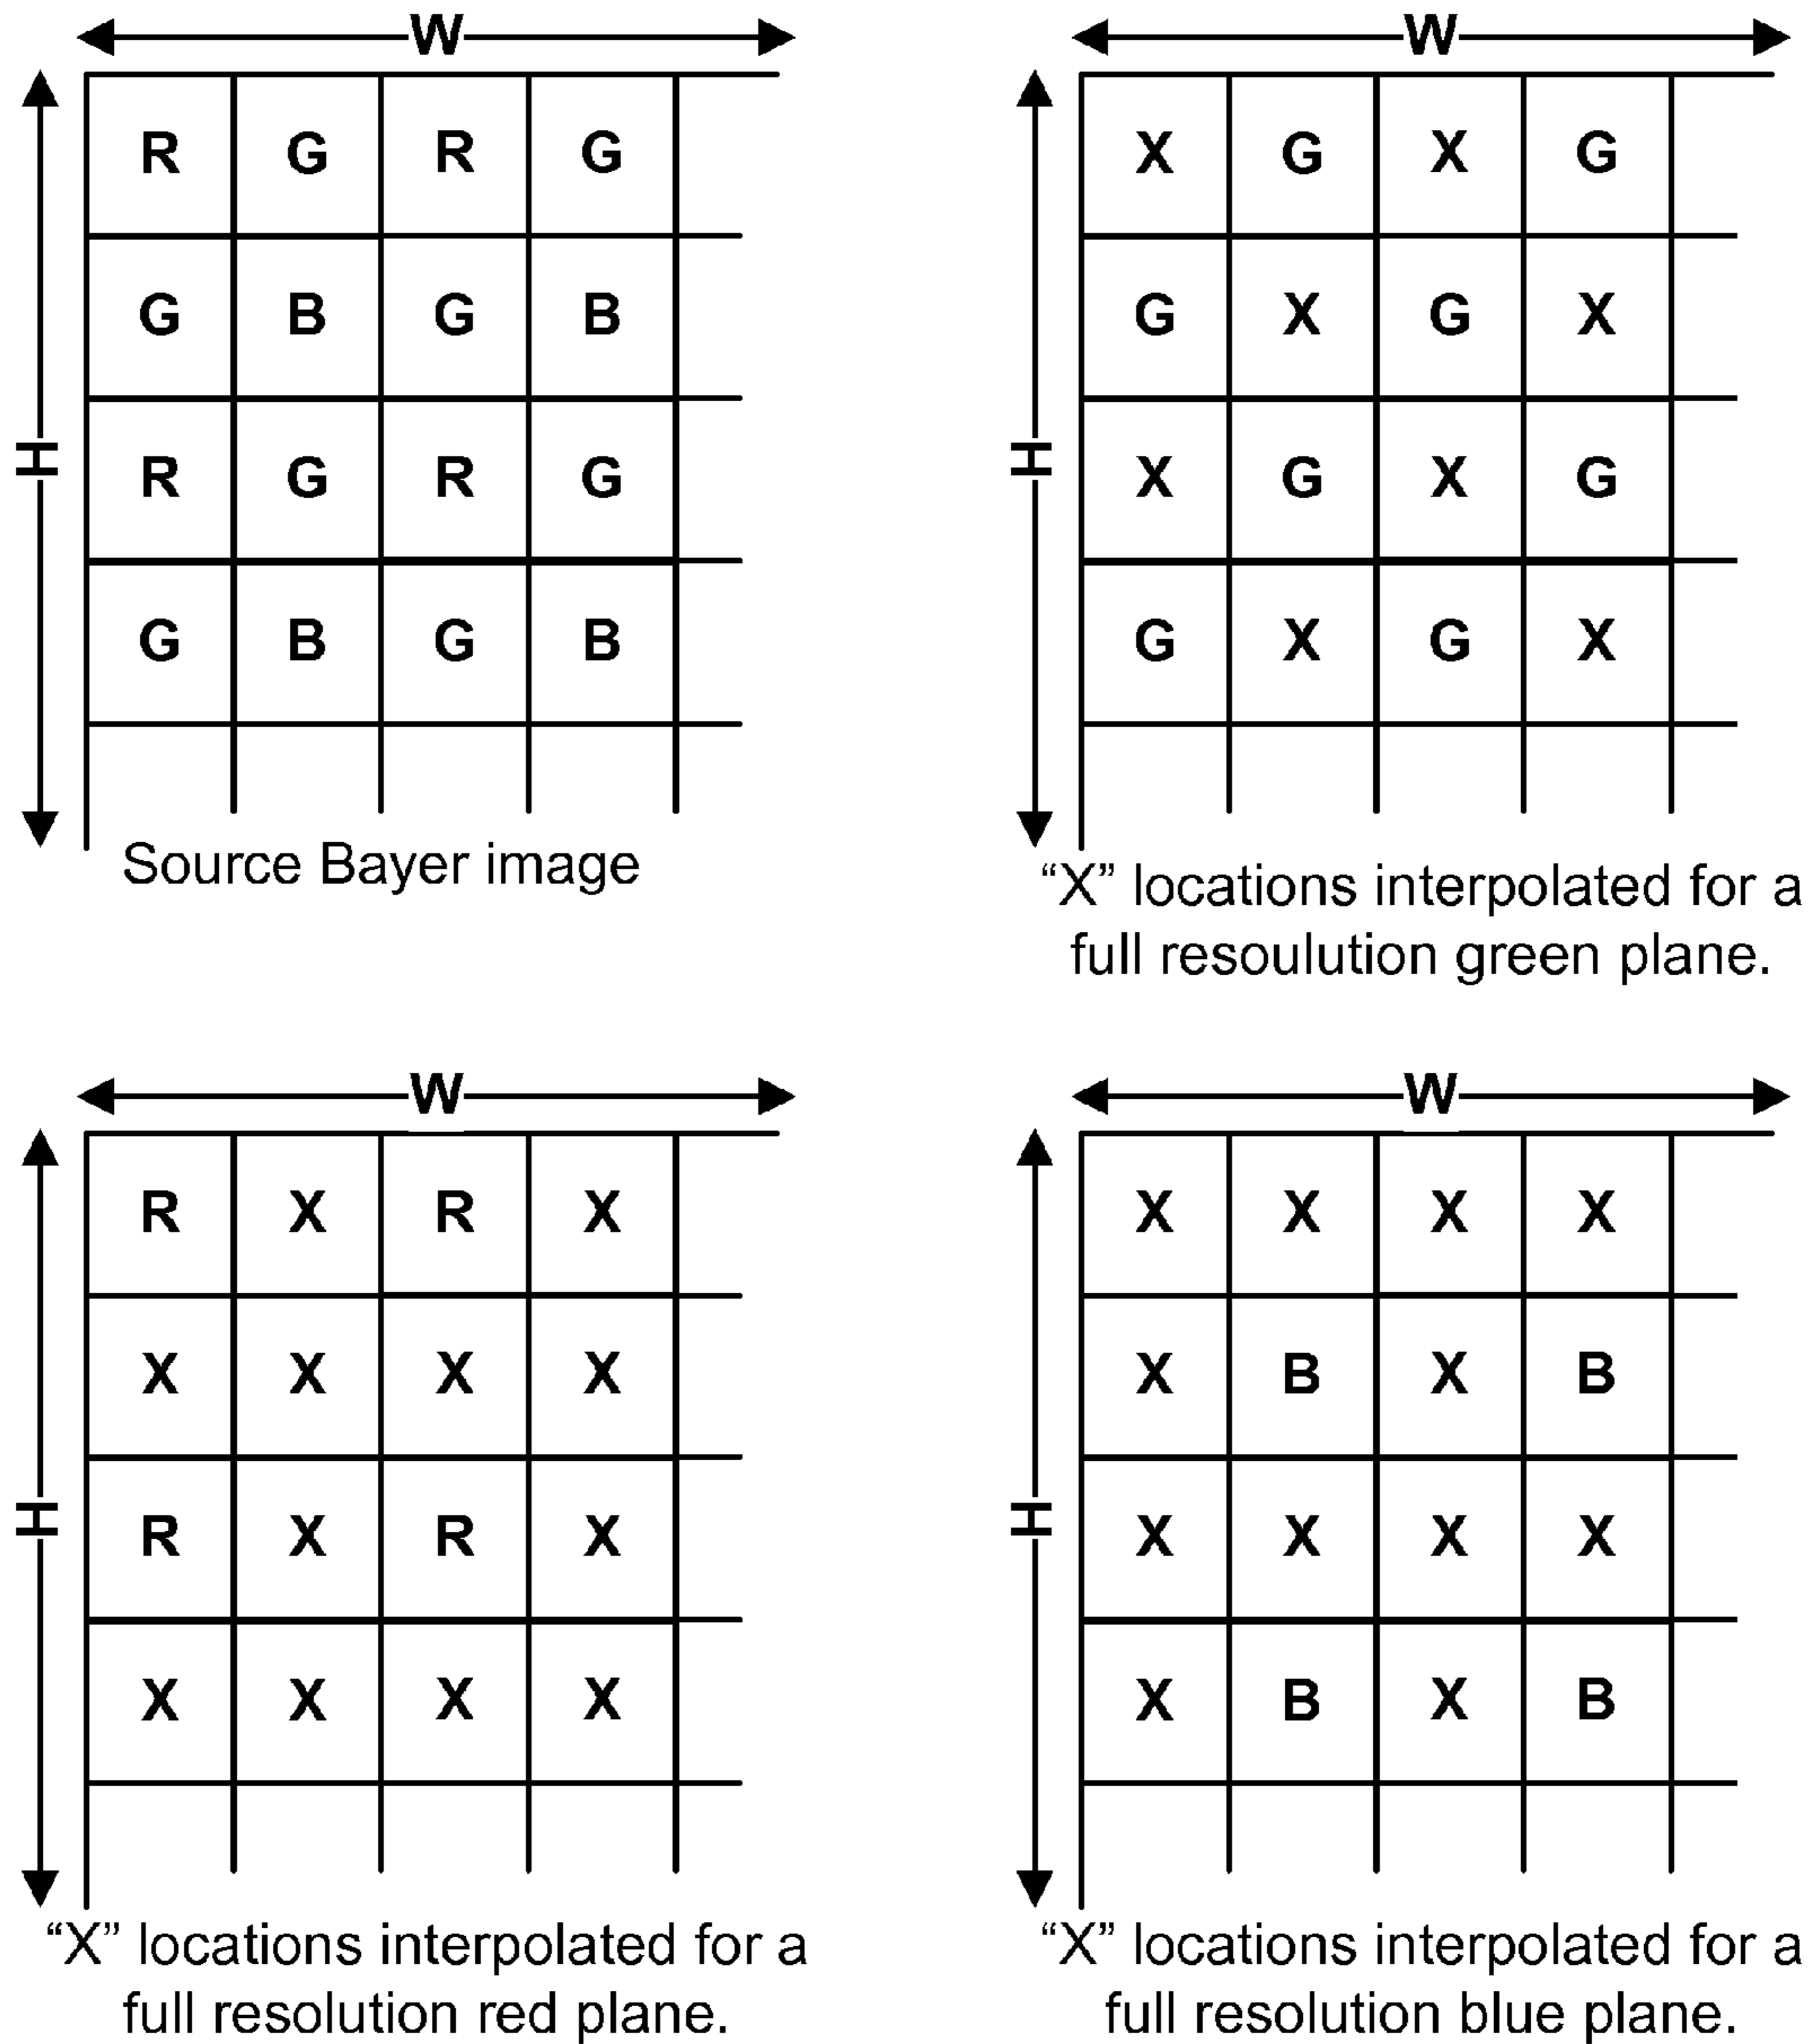 W
H
R G R G
G B G B
R G R G
G B G B
Source Bayer image
W
H
X G X G
G X G X
X G X G
G X G X
“X” locations interpolated for a
full resoulution green plane.
W
H
R X R X
X X X X
R X R X
X X X X
“X” locations interpolated for a
full resolution red plane.
W
H
X X X X
X B X B
X X X X
X B X B
“X” locations interpolated for a
full resolution blue plane.